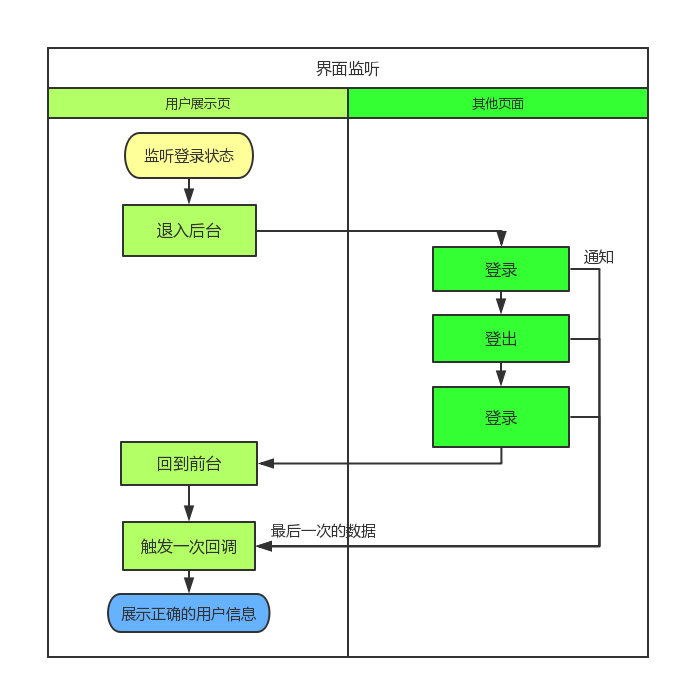 界面监听
用户展示页
其他页面
监听登录状态
退入后台
登录
通知
登出
登录
回到前台
最后一次的数据
触发一次回调
展示正确的用户信息